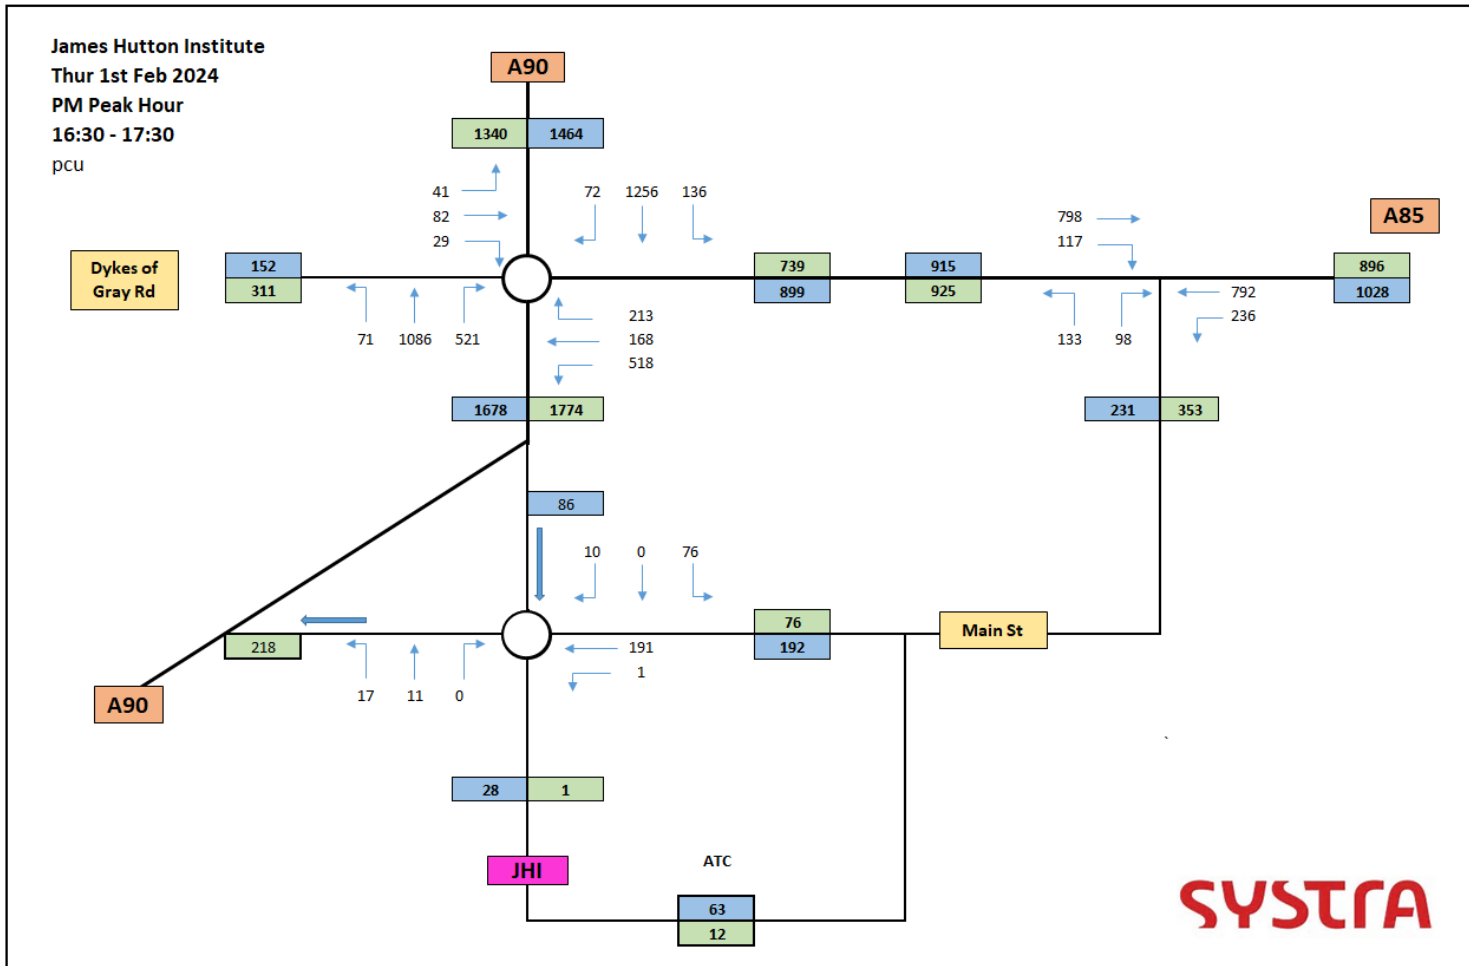 James Hutton Institute
Thur 1st Feb 2024
PM Peak Hour
16:30 - 17:30
pcu
A90
1340 1464
41
82
29
72 1256 136
798
117
A85
Dykes of
Gray Rd
152
311
739
899
915
925
896
1028
71 1086 521
213
168
518
133 98
792
236
1678 1774
231 353
86
10 0 76
218
76
192
Main St
191
1
17 11 0
A90
`
28 1
JHI
ATC
63
12
SYSTRA